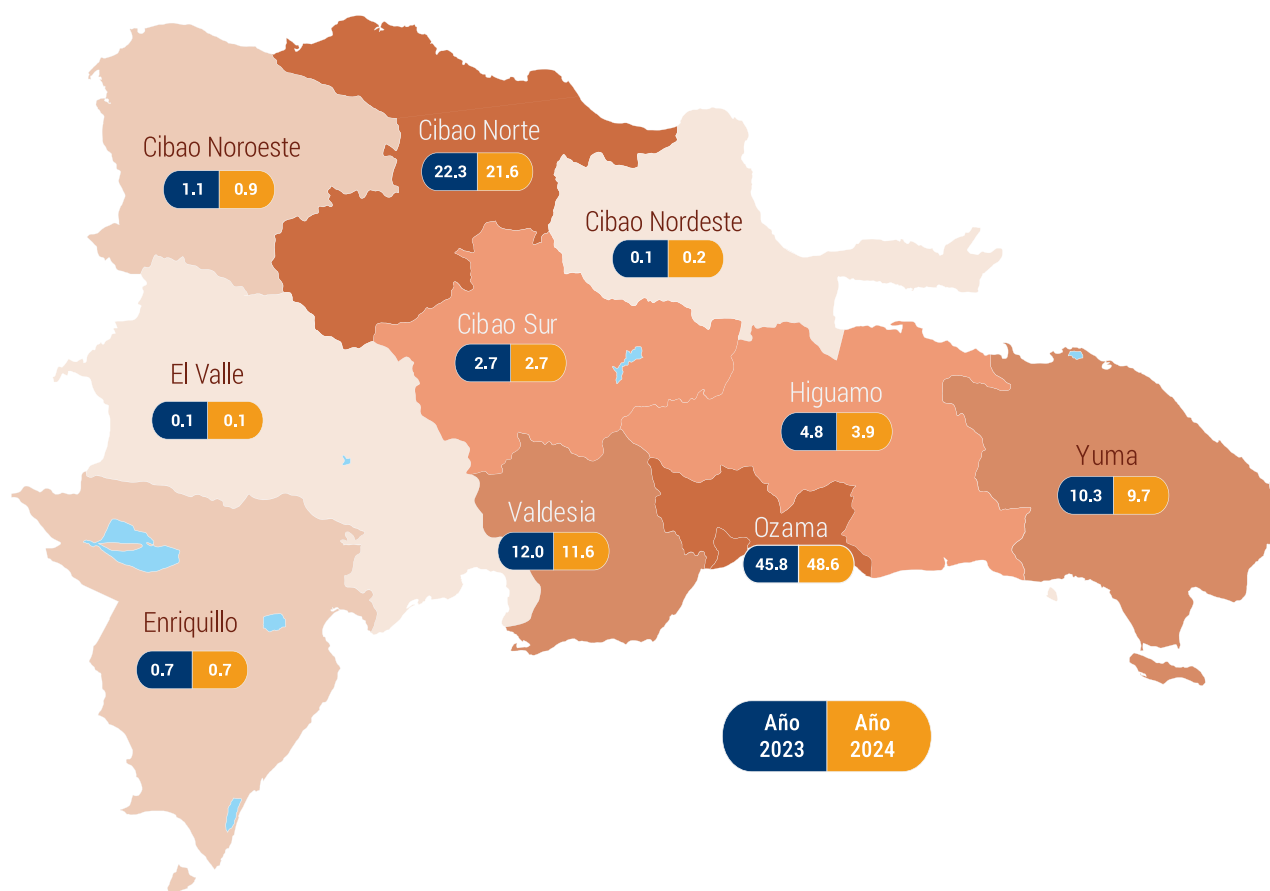 Cibao Norte
22.3 21.6
Cibao Noroeste
1.1 0.9
Cibao Nordeste
0.1 0.2
Cibao Sur
2.7 2.7
El Valle
0.1 0.1
Higuamo
4.8 3.9
Yuma
10.3 9.7
Valdesia
12.0 11.6
Ozama
45.8 48.6
Enriquillo
0.7 0.7
Año Año
2023 2024